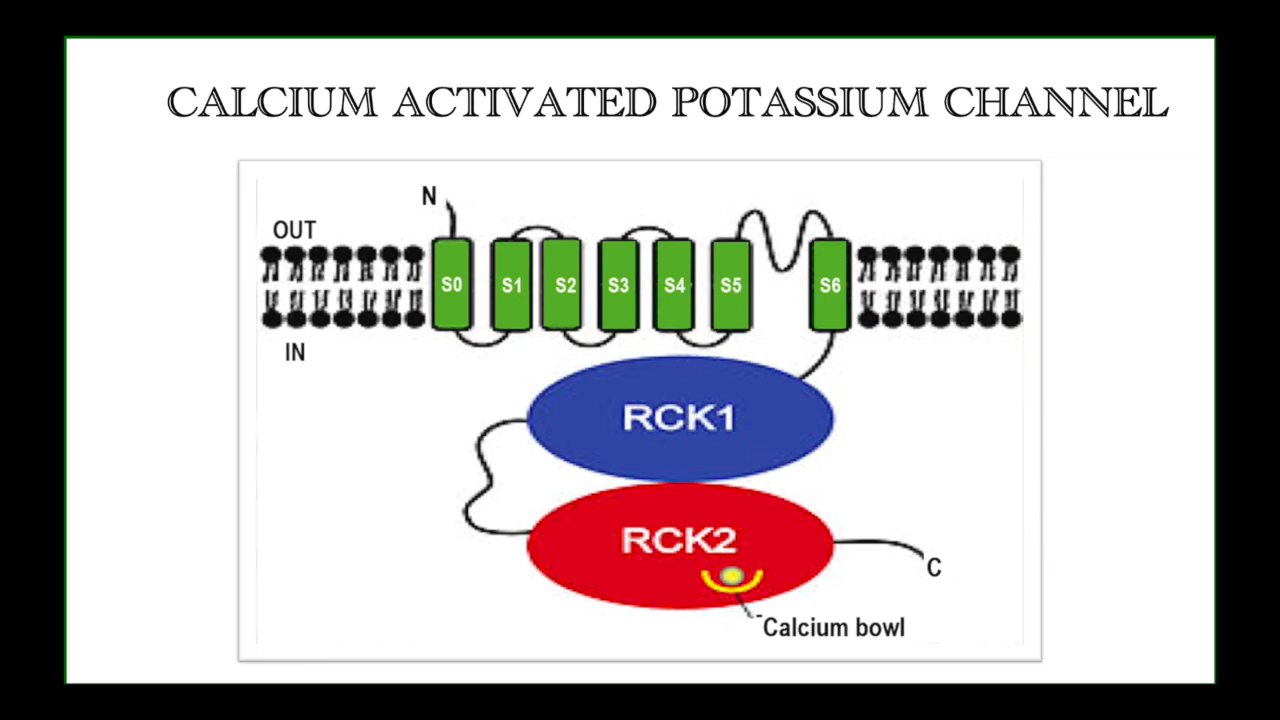 CALCIUM ACTIVATED POTASSIUM CHANNEL
N
OUT
S0 S1 S2 S3 S4 S5 S6
IN
RCK1
RCK2
C
Calcium bowl